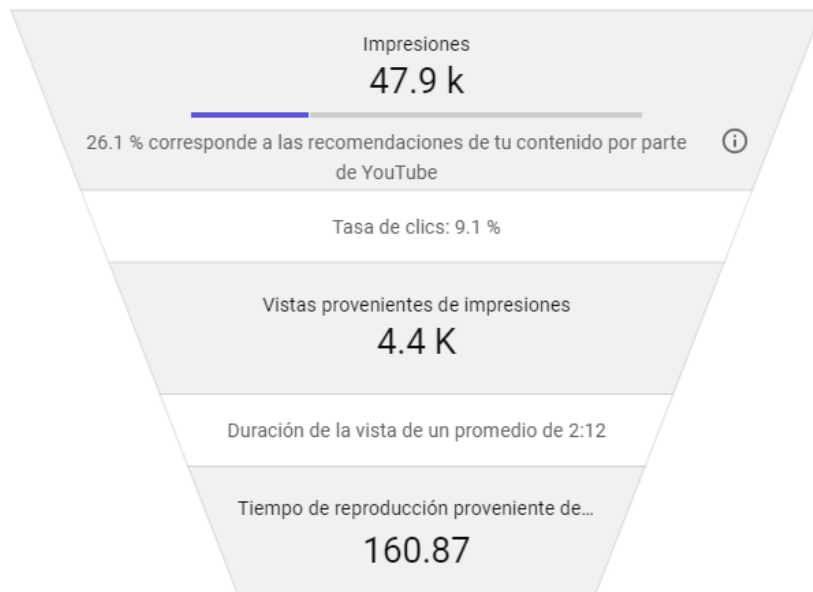 Impresiones
47.9 k
26.1 % corresponde a las recomendaciones de tu contenido por parte
de YouTube
Tasa de clics: 9.1 %
Vistas provenientes de impresiones
4.4 K
Duración de la vista de un promedio de 2:12
Tiempo de reproducción proveniente de…
160.87